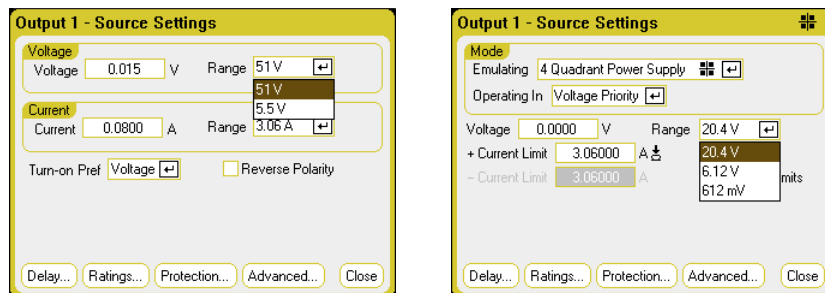 Output 1 - Source Settings
Voltage
Voltage 0.015 V Range 51 V
51 V
5.5 V
Current
Current 0.0800 A Range 3.06 A
Turn-on Pref Voltage Reverse Polarity
Delay... Ratings... Protection... Advanced... Close
Output 1 - Source Settings
Mode
Emulating 4 Quadrant Power Supply
Operating In Voltage Priority
Voltage 0.0000 V Range 20.4 V
20.4 V
6.12 V
612 mV
+ Current Limit 3.06000 A
- Current Limit 3.06000 A mits
Delay... Ratings... Protection... Advanced... Close